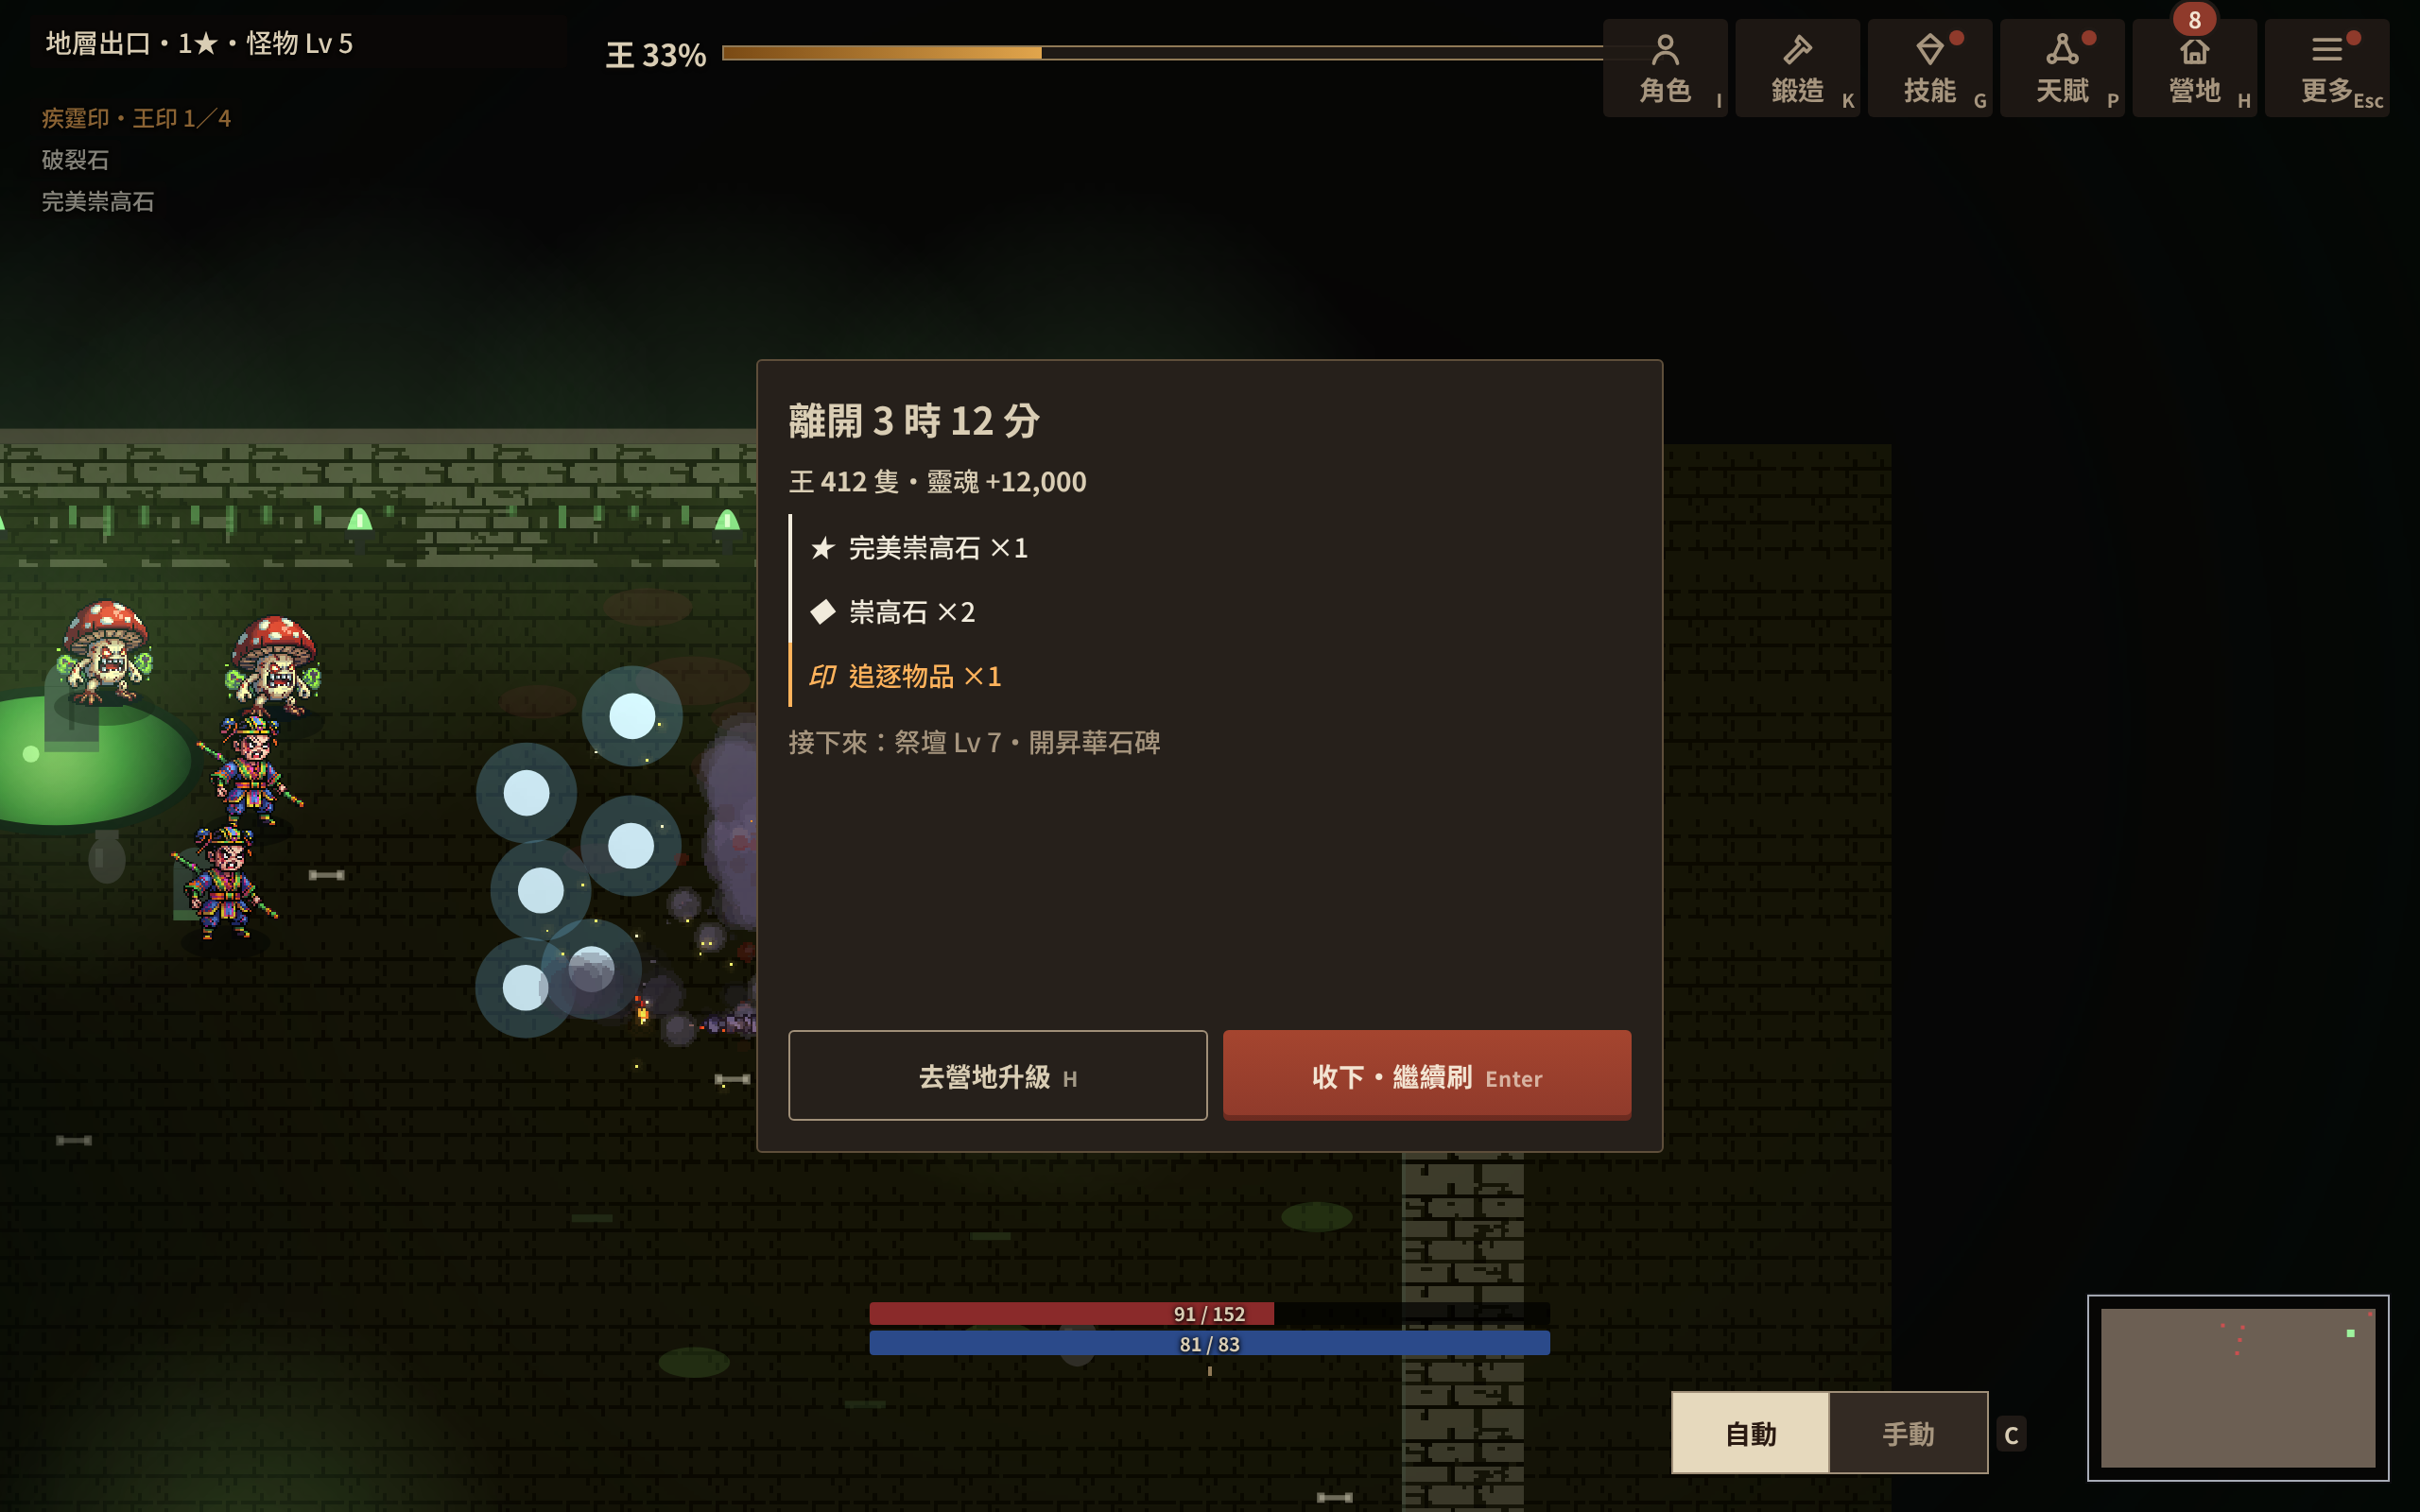 地層出口・1★・怪物 Lv 5
王 33%
角色 I
鍛造 K
技能 G
天賦 P
8
營地 H
更多 Esc
疾霆印・王印 1／4
破裂石
完美崇高石
離開 3 時 12 分
王 412 隻・靈魂 +12,000
★ 完美崇高石 ×1
◆ 崇高石 ×2
印 追逐物品 ×1
接下來：祭壇 Lv 7・開昇華石碑
去營地升級 H
收下・繼續刷 Enter
91 / 152
81 / 83
自動
手動
C